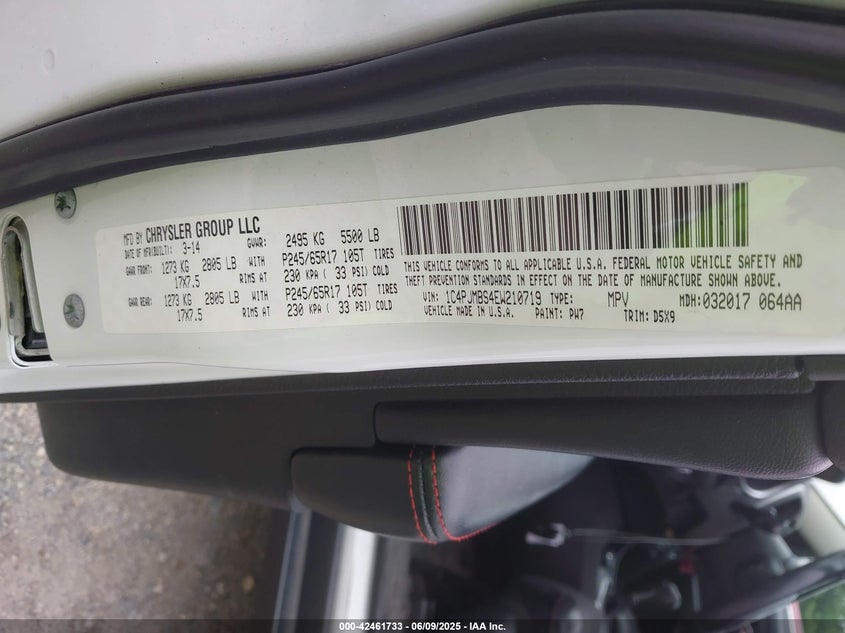 MFD BY CHRYSLER GROUP LLC
DATE OF MFR(BUILT): 3-14 GVWR: 2495 KG 5500 LB
GAWR FRONT: 1273 KG 2805 LB WITH P245/65R17 105T TIRES
17X7.5 RIMS AT 230 KPA ( 33 PSI) COLD
GAWR REAR: 1273 KG 2805 LB WITH P245/65R17 105T TIRES
17X7.5 RIMS AT 230 KPA ( 33 PSI) COLD
THIS VEHICLE CONFORMS TO ALL APPLICABLE U.S.A. FEDERAL MOTOR VEHICLE SAFETY AND
THEFT PREVENTION STANDARDS IN EFFECT ON THE DATE OF MANUFACTURE SHOWN ABOVE.
VIN: 1C4PJMBS4EW210719 TYPE: MPV MDH: 032017 064AA
VEHICLE MADE IN U.S.A. PAINT: PW7 TRIM: D5X9
000-42461733 - 06/09/2025 - © IAA Inc.